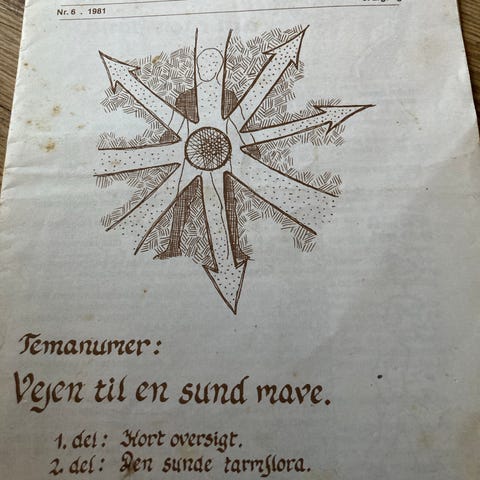 Nr. 6 . 1981
Temanumer:
Vejen til en sund mave.
1. del: Kort oversigt.
2. del: Den sunde tarmflora.